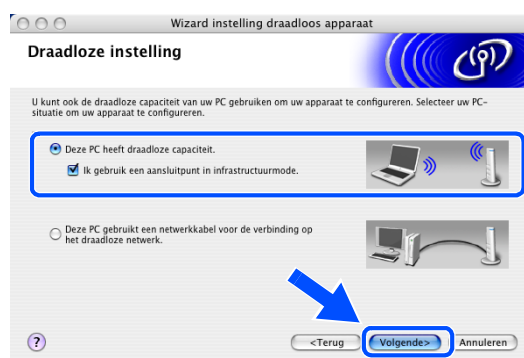 Wizard instelling draadloos apparaat
Draadloze instelling
U kunt ook de draadloze capaciteit van uw PC gebruiken om uw apparaat te configureren. Selecteer uw PC-
situatie om uw apparaat te configureren.
Deze PC heeft draadloze capaciteit.
Ik gebruik een aansluitpunt in infrastructuurmode.
Deze PC gebruikt een netwerkkabel voor de verbinding op
het draadloze netwerk.
?
<Terug
Volgende>
Annuleren